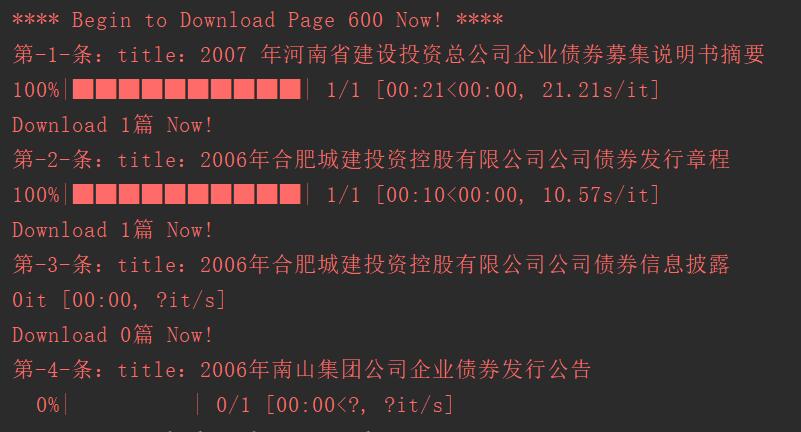 **** Begin to Download Page 600 Now! ****
第-1-条: title: 2007 年河南省建设投资总公司企业债券募集说明书摘要
100%|██████████| 1/1 [00:21<00:00, 21.21s/it]
Download 1篇 Now!
第-2-条: title: 2006年合肥城建投资控股有限公司公司债券发行章程
100%|██████████| 1/1 [00:10<00:00, 10.57s/it]
Download 1篇 Now!
第-3-条: title: 2006年合肥城建投资控股有限公司公司债券信息披露
0it [00:00, ?it/s]
Download 0篇 Now!
第-4-条: title: 2006年南山集团公司企业债券发行公告
0%|          | 0/1 [00:00<?, ?it/s]